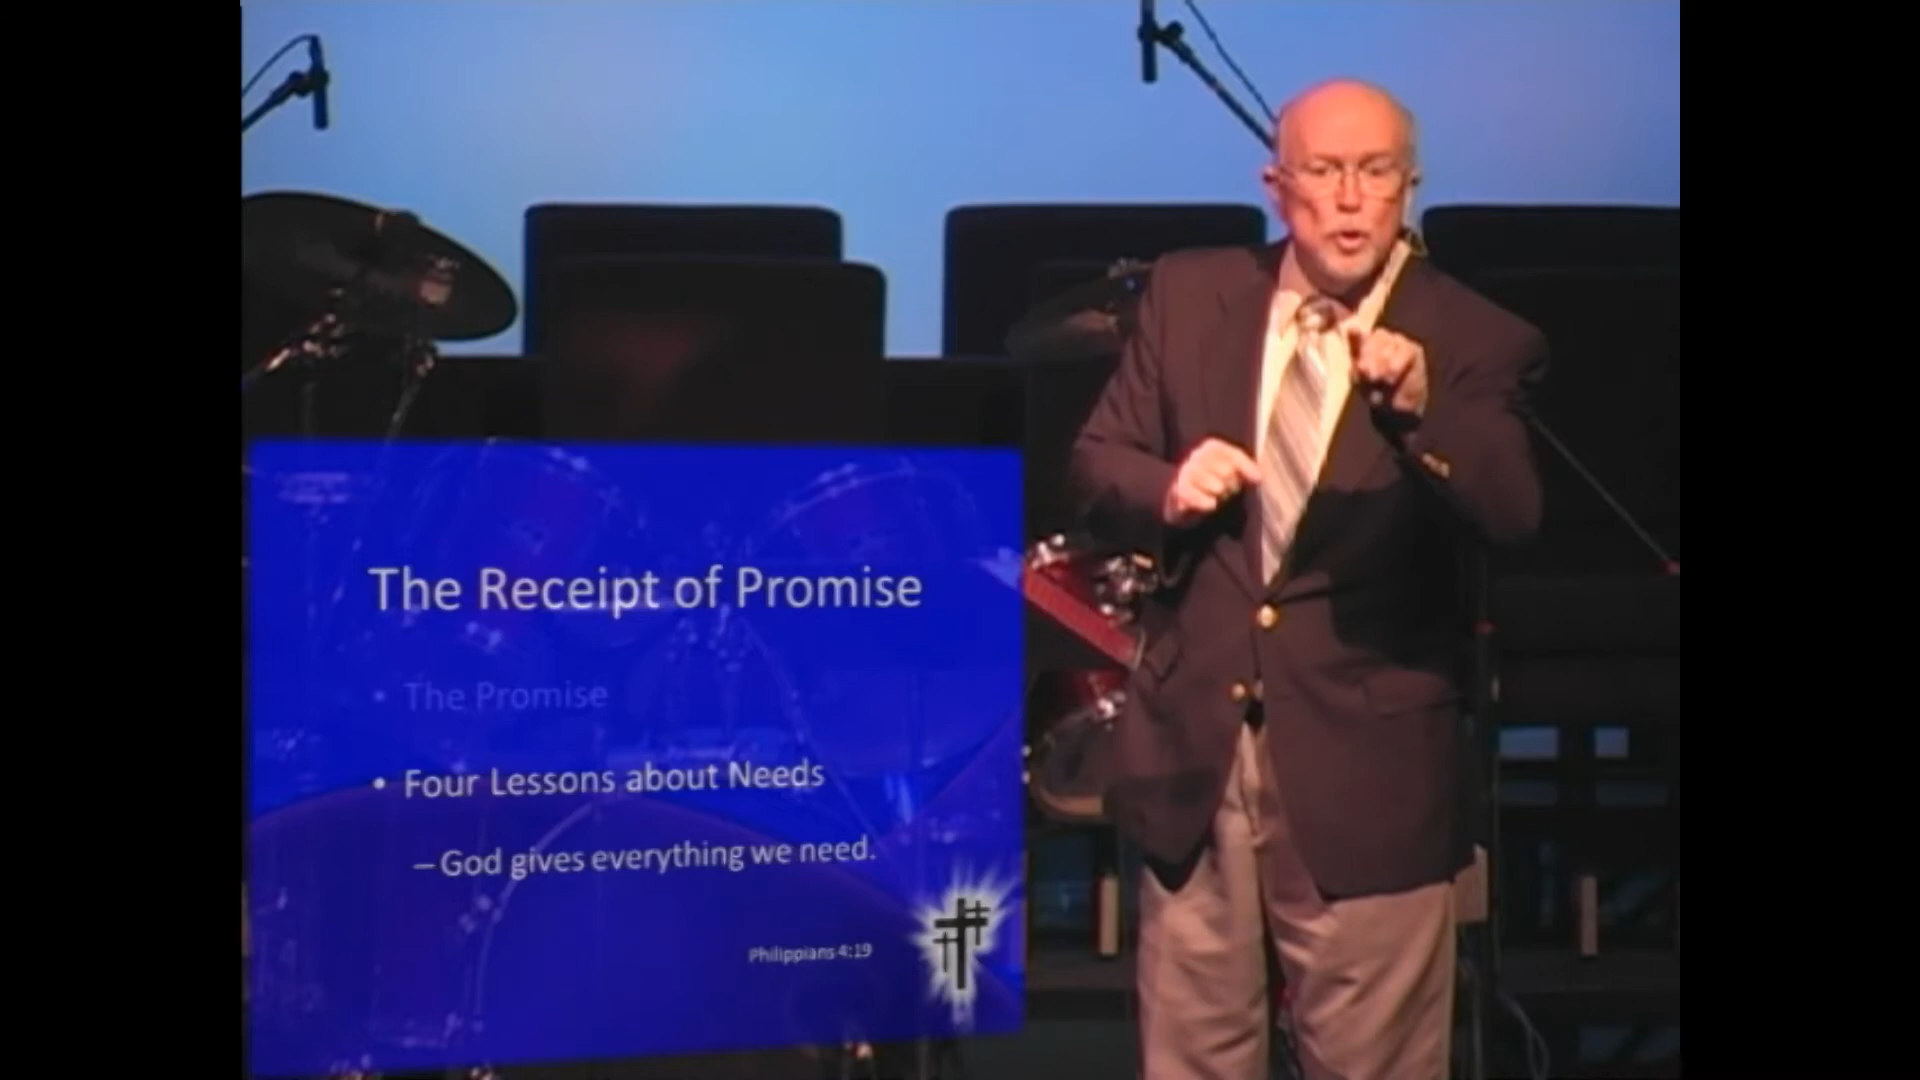 The Receipt of Promise
• The Promise
• Four Lessons about Needs
– God gives everything we need.
Philippians 4:19